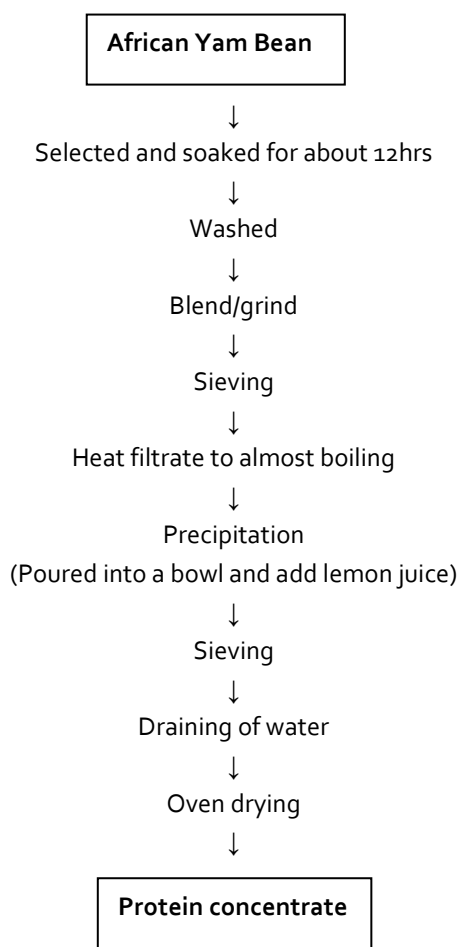 African Yam Bean
↓
Selected and soaked for about 12hrs
↓
Washed
↓
Blend/grind
↓
Sieving
↓
Heat filtrate to almost boiling
↓
Precipitation
(Poured into a bowl and add lemon juice)
↓
Sieving
↓
Draining of water
↓
Oven drying
↓
Protein concentrate